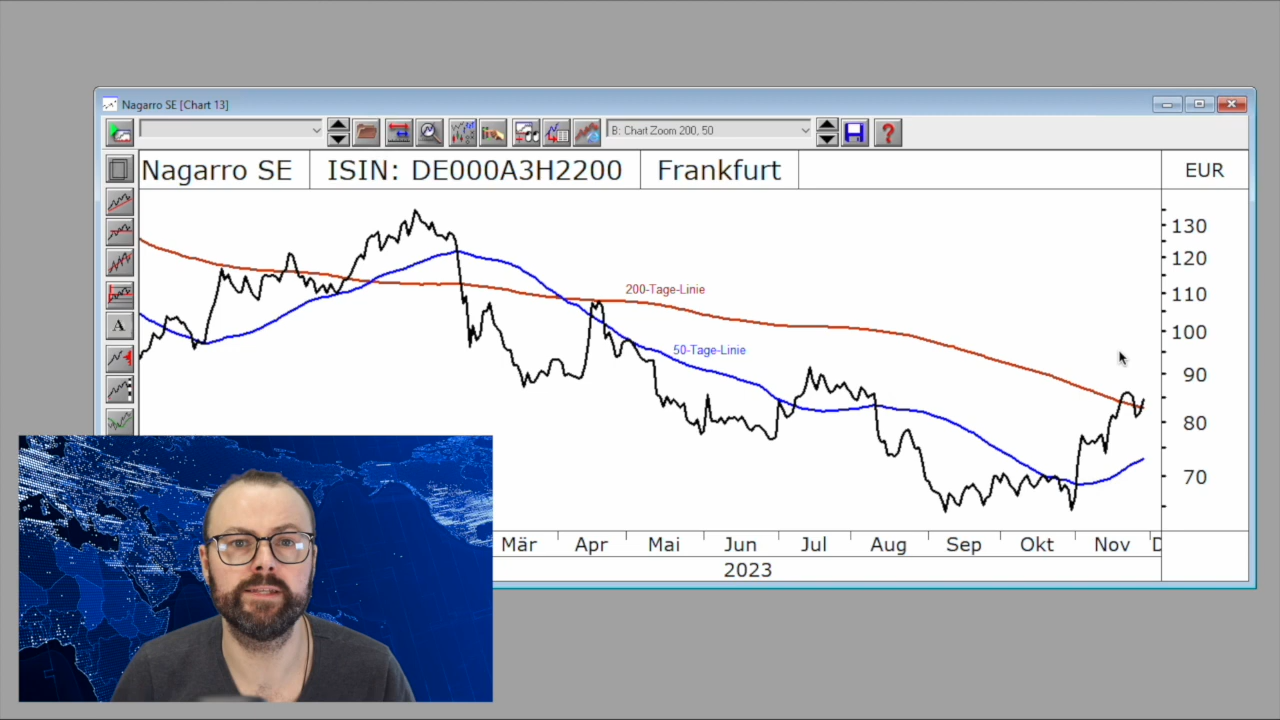 Nagarro SE [Chart 13]
B: Chart Zoom 200, 50
Nagarro SE ISIN: DE000A3H2200 Frankfurt EUR
130
120
110
200-Tage-Linie
100
50-Tage-Linie
90
80
70
A
?
Mär Apr Mai Jun Jul Aug Sep Okt Nov D
2023